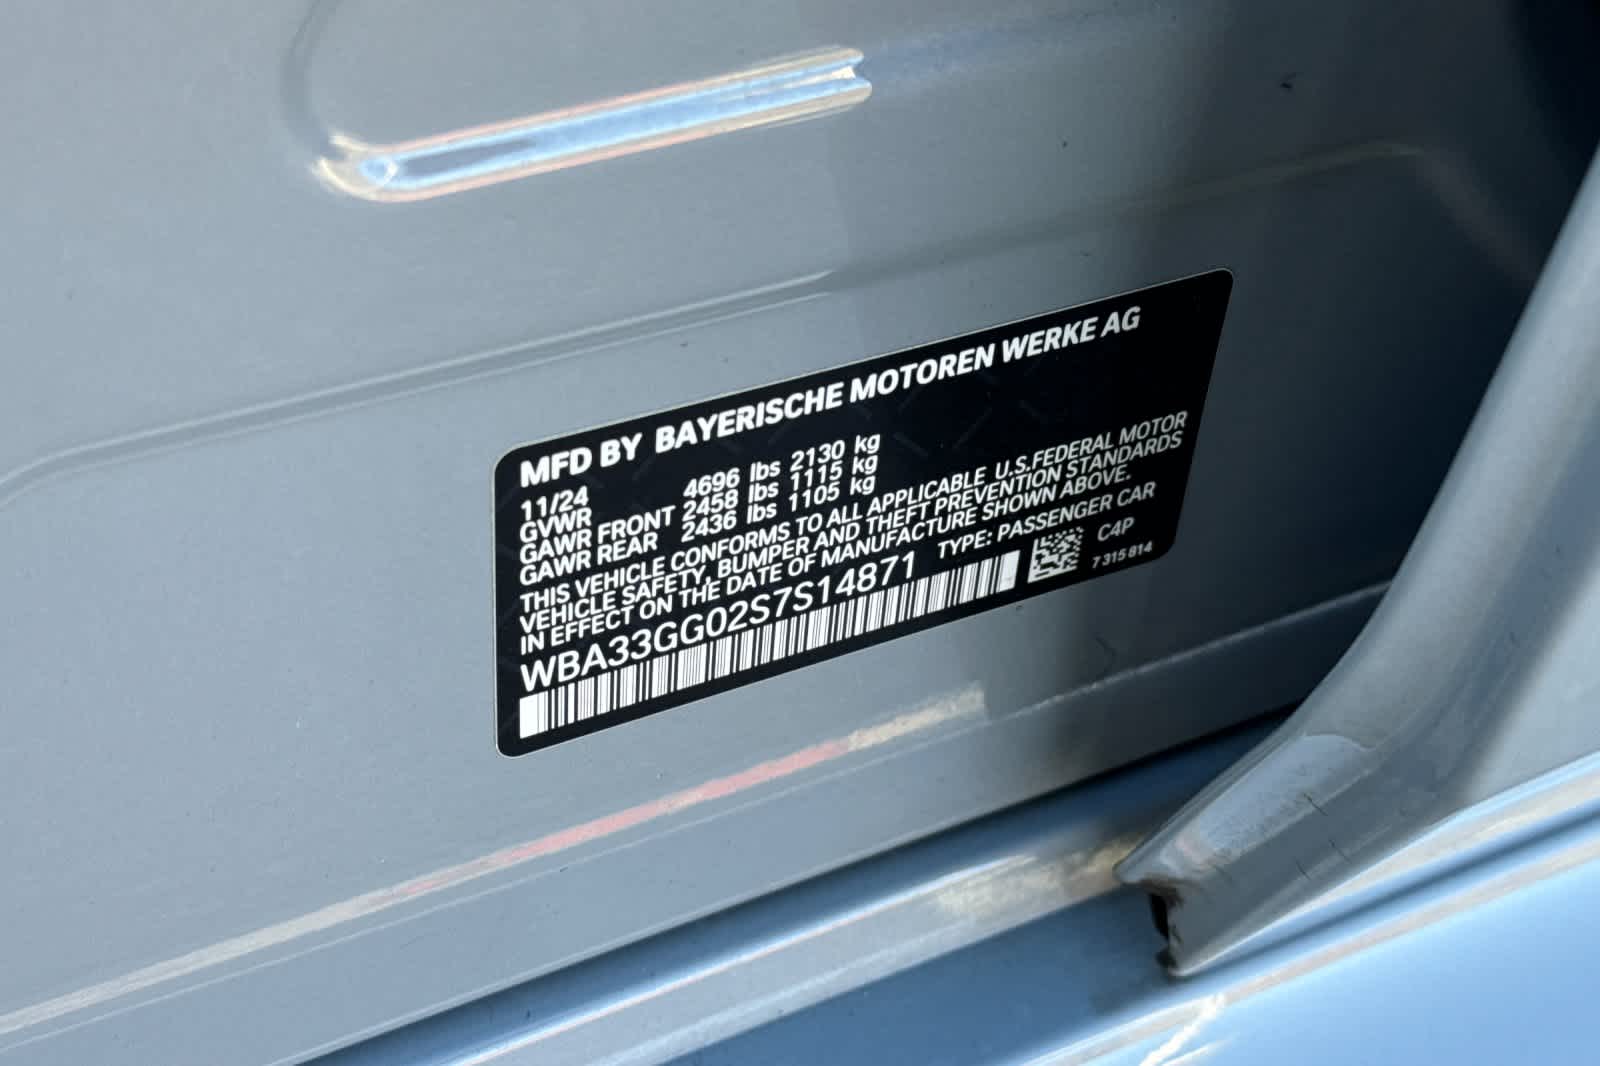 MFD BY BAYERISCHE MOTOREN WERKE AG
11/24
GVWR 4696 lbs 2130 kg
GAWR FRONT 2458 lbs 1115 kg
GAWR REAR 2436 lbs 1105 kg
THIS VEHICLE CONFORMS TO ALL APPLICABLE U.S.FEDERAL MOTOR
VEHICLE SAFETY, BUMPER AND THEFT PREVENTION STANDARDS
IN EFFECT ON THE DATE OF MANUFACTURE SHOWN ABOVE.
WBA33GG02S7S14871 TYPE: PASSENGER CAR
C4P
7 315 814